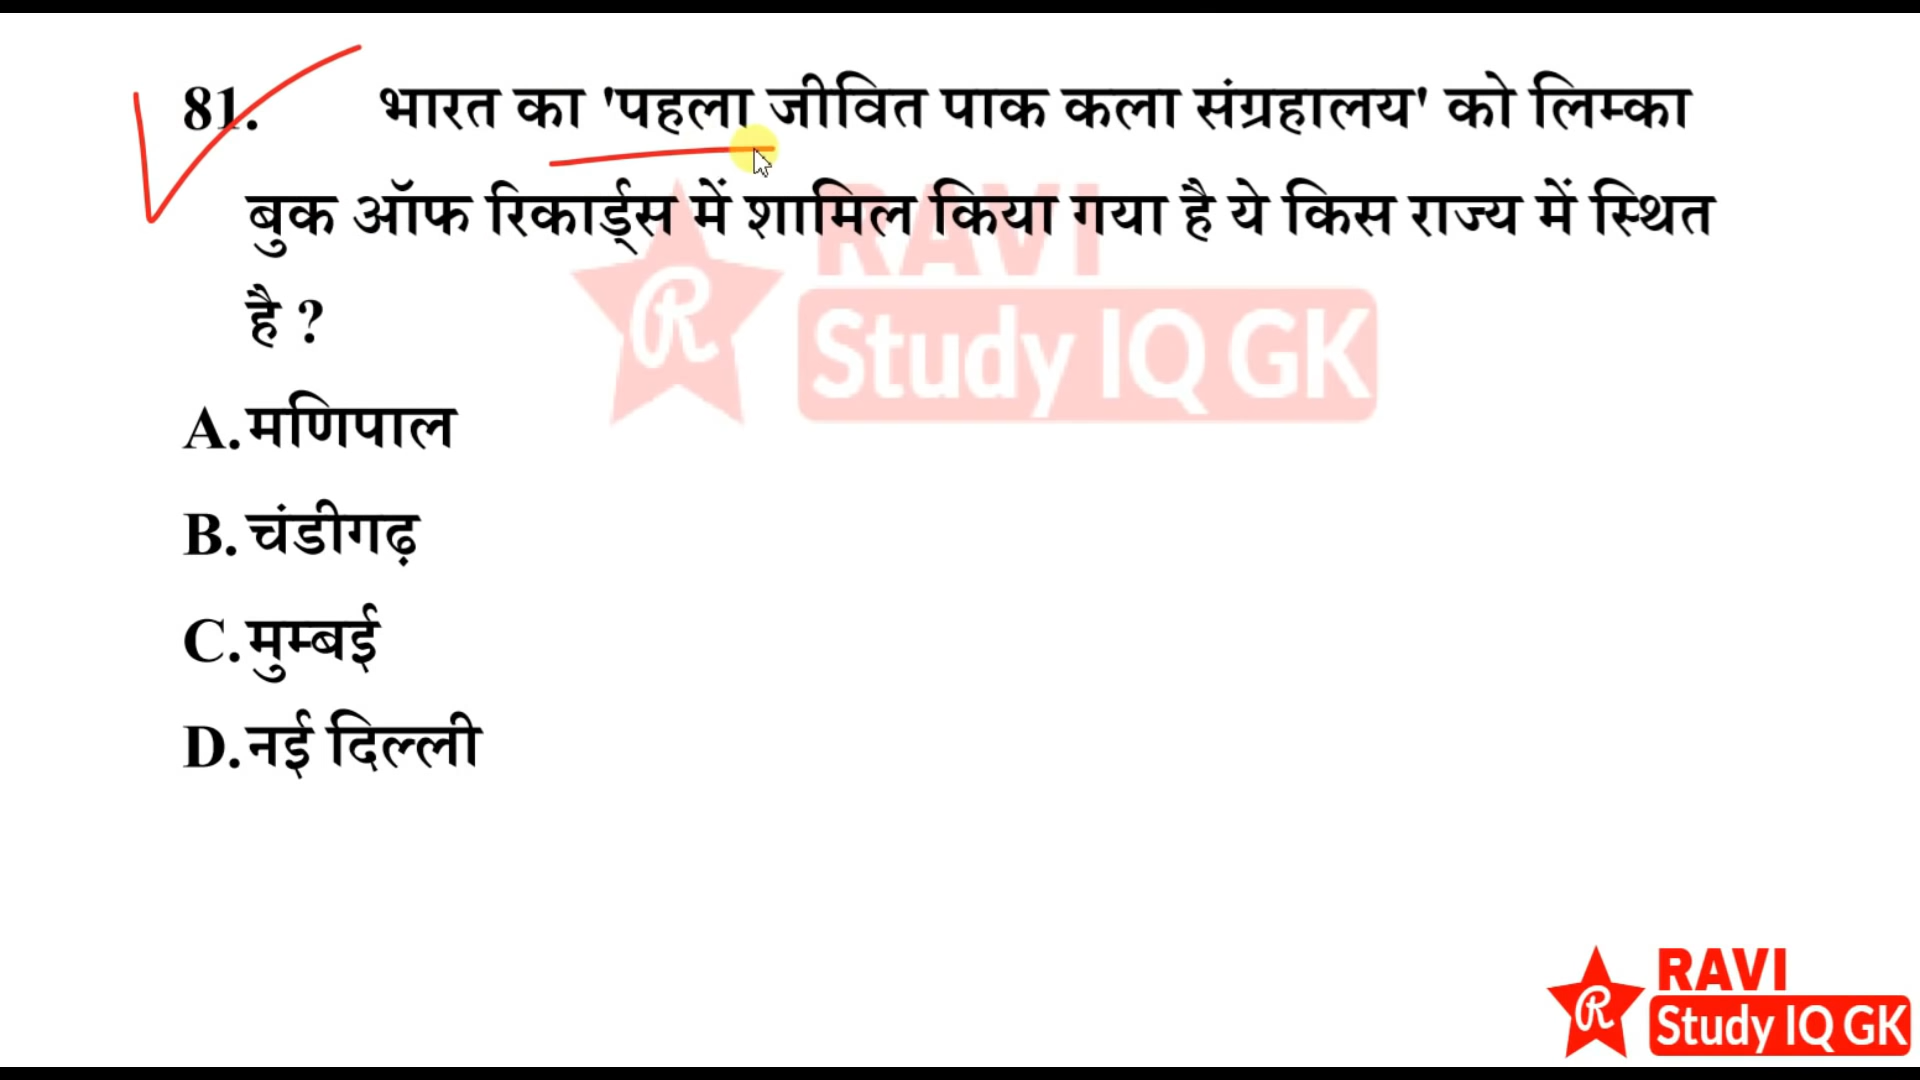 81. भारत का 'पहला जीवित पाक कला संग्रहालय' को लिम्का
बुक ऑफ रिकार्ड्स में शामिल किया गया है ये किस राज्य में स्थित
है ?
RAVI
Study IQ GK
A. मणिपाल
B. चंडीगढ़
C. मुम्बई
D. नई दिल्ली
RAVI
Study IQ GK